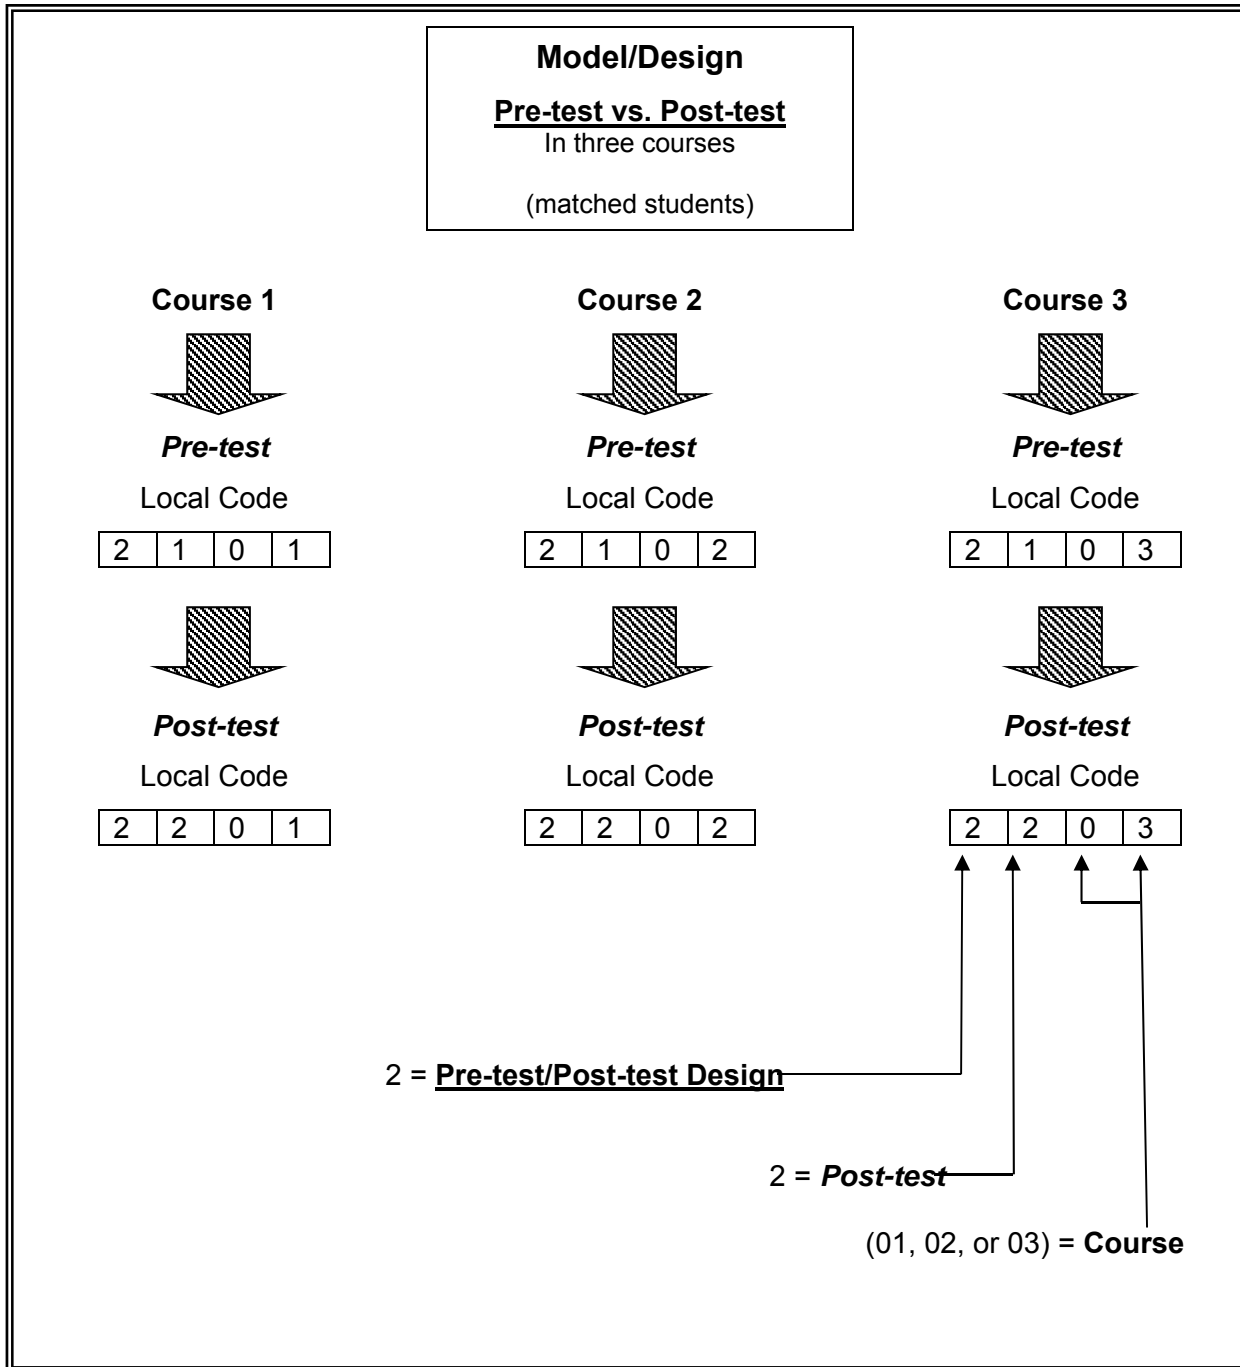 Model/Design
Pre-test vs. Post-test
In three courses
(matched students)
Course 1 Course 2 Course 3
Pre-test Pre-test Pre-test
Local Code Local Code Local Code
2 1 0 1 2 1 0 2 2 1 0 3
Post-test Post-test Post-test
Local Code Local Code Local Code
2 2 0 1 2 2 0 2 2 2 0 3
2 = Pre-test/Post-test Design
2 = Post-test
(01, 02, or 03) = Course